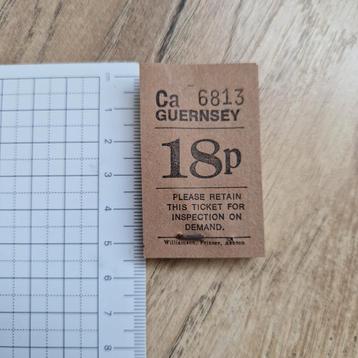 Ca 6813
GUERNSEY
18p
PLEASE RETAIN
THIS TICKET FOR
INSPECTION ON
DEMAND.
Williamson, Printer, Ashton
1
2
3
4
5
6
7
8